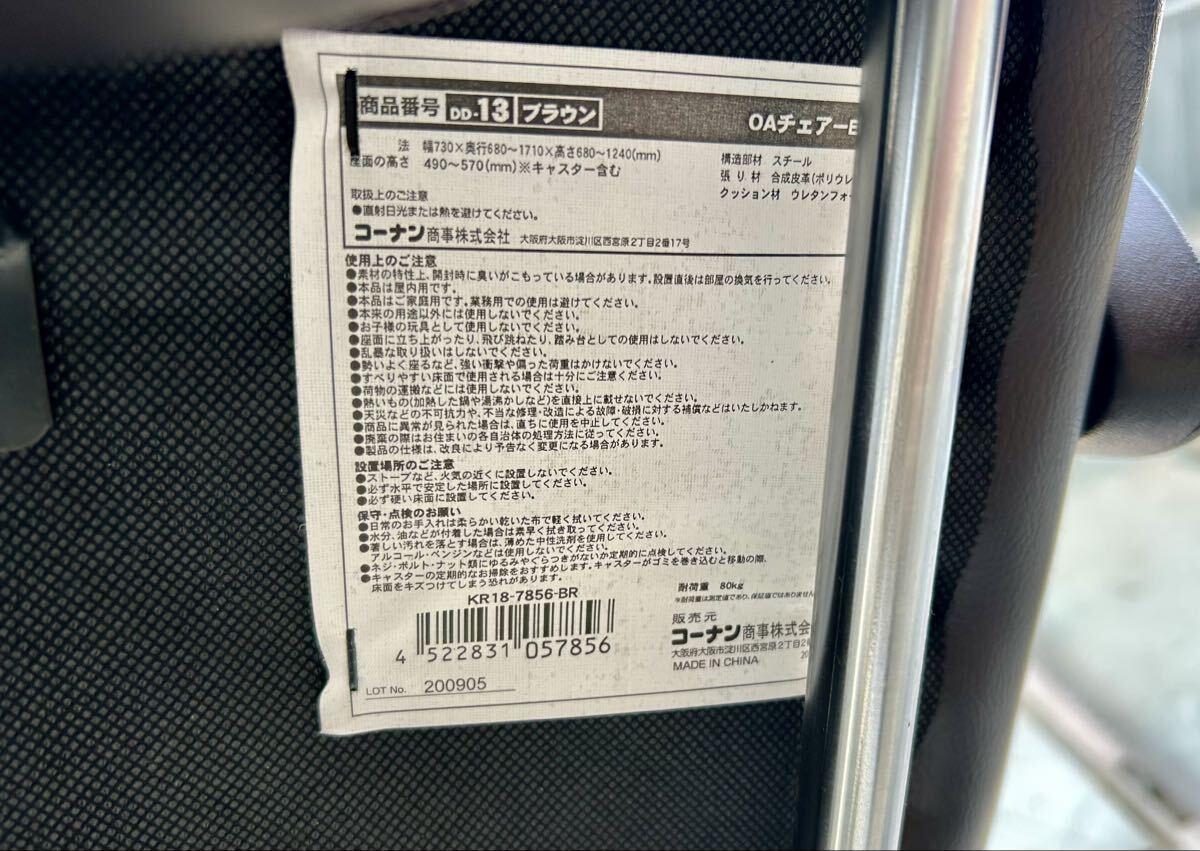 商品番号 DD-13 ブラウン OAチェアーE
法 幅730×奥行680～1710×高さ680～1240(mm)
座面の高さ 490～570(mm)※キャスター含む
構造部材 スチール
張り材 合成皮革(ポリウレ
クッション材 ウレタンフォー
取扱上のご注意
●直射日光または熱を避けてください。
コーナン商事株式会社 大阪府大阪市淀川区西宮原2丁目2番17号
使用上のご注意
●素材の特性上、開封時に臭いがこもっている場合があります。設置直後は部屋の換気を行ってください。
●本品は屋内用です。
●本品はご家庭用です。業務用での使用は避けてください。
●本来の用途以外には使用しないでください。
●お子様の玩具として使用しないでください。
●座面に立ち上がったり、飛び跳ねたり、踏み台としての使用はしないでください。
●乱暴な取り扱いはしないでください。
●勢いよく座るなど、強い衝撃や偏った荷重はかけないでください。
●すべりやすい床面で使用される場合は十分にご注意ください。
●荷物の運搬などには使用しないでください。
●熱いもの(加熱した鍋や湯沸かしなど)を直接上に載せないでください。
●天災などの不可抗力や、不当な修理・改造による故障・破損に対する補償などはいたしかねます。
●商品に異常が見られた場合は、直ちに使用を中止してください。
●廃棄の際はお住まいの各自治体の処理方法に従ってください。
●製品の仕様は、改良により予告なく変更になる場合があります。
設置場所のご注意
●ストーブなど、火気の近くに設置しないでください。
●必ず水平で安定した場所に設置してください。
●必ず硬い床面に設置してください。
保守・点検のお願い
●日常のお手入れは柔らかい乾いた布で軽く拭いてください。
●水分、油などが付着した場合は素早く拭き取ってください。
●著しい汚れを落とす場合は、薄めた中性洗剤を使用してください。
アルコール・ベンジンなどは使用しないでください。
●ネジ・ボルト・ナット類にゆるみやぐらつきがないか定期的に点検してください。
●キャスターの定期的なお掃除をおすすめします。キャスターがゴミを巻き込むと移動の際、
床面をキズつけてしまう恐れがあります。
KR18-7856-BR
4 522831 057856
LOT No. 200905
耐荷重 80kg
※耐荷重は測定値であり、保証値ではありません
販売元
コーナン商事株式会
大阪府大阪市淀川区西宮原2丁目2
MADE IN CHINA 20